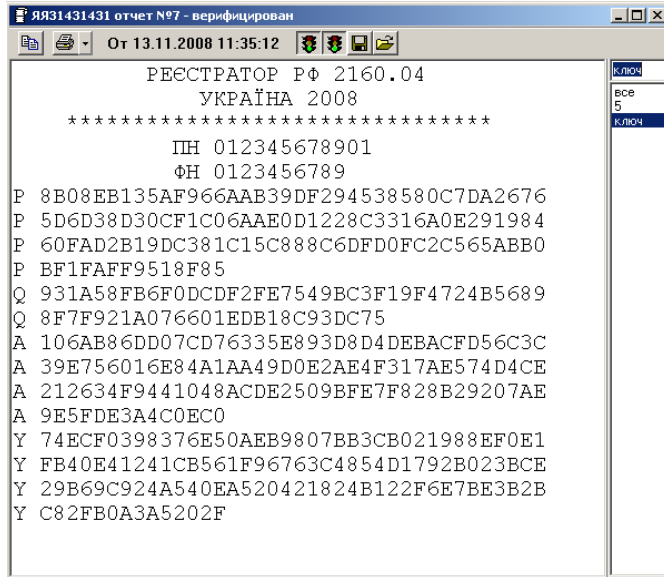 ЯЯ31431431 отчет №7 - верифицирован
От 13.11.2008 11:35:12
РЕЄСТРАТОР РФ 2160.04
УКРАЇНА 2008
********************************
ПН 012345678901
ФН 0123456789
P 8B08EB135AF966AAB39DF294538580C7DA2676
P 5D6D38D30CF1C06AAE0D1228C3316A0E291984
P 60FAD2B19DC381C15C888C6DFD0FC2C565ABB0
P BF1FAFF9518F85
Q 931A58FB6F0DCDF2FE7549BC3F19F4724B5689
Q 8F7F921A076601EDB18C93DC75
A 106AB86DD07CD76335E893D8D4DEBACFD56C3C
A 39E756016E84A1AA49D0E2AE4F317AE574D4CE
A 212634F9441048ACDE2509BFE7F828B29207AE
A 9E5FDE3A4C0EC0
Y 74ECF0398376E50AEB9807BB3CB021988EF0E1
Y FB40E41241CB561F96763C4854D1792B023BCE
Y 29B69C924A540EA520421824B122F6E7BE3B2B
Y C82FB0A3A5202F
ключ
все
5
ключ